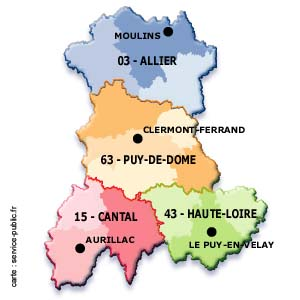 MOULINS
03 - ALLIER
CLERMONT-FERRAND
63 - PUY-DE-DOME
15 - CANTAL
43 - HAUTE-LOIRE
AURILLAC
LE PUY-EN-VELAY
carte : service-public.fr